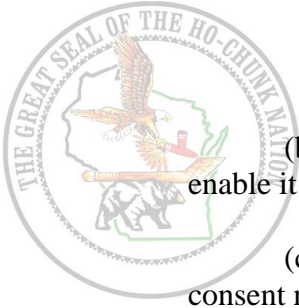 THE GREAT SEAL OF THE HO-CHUNK NATION
enable it
consent